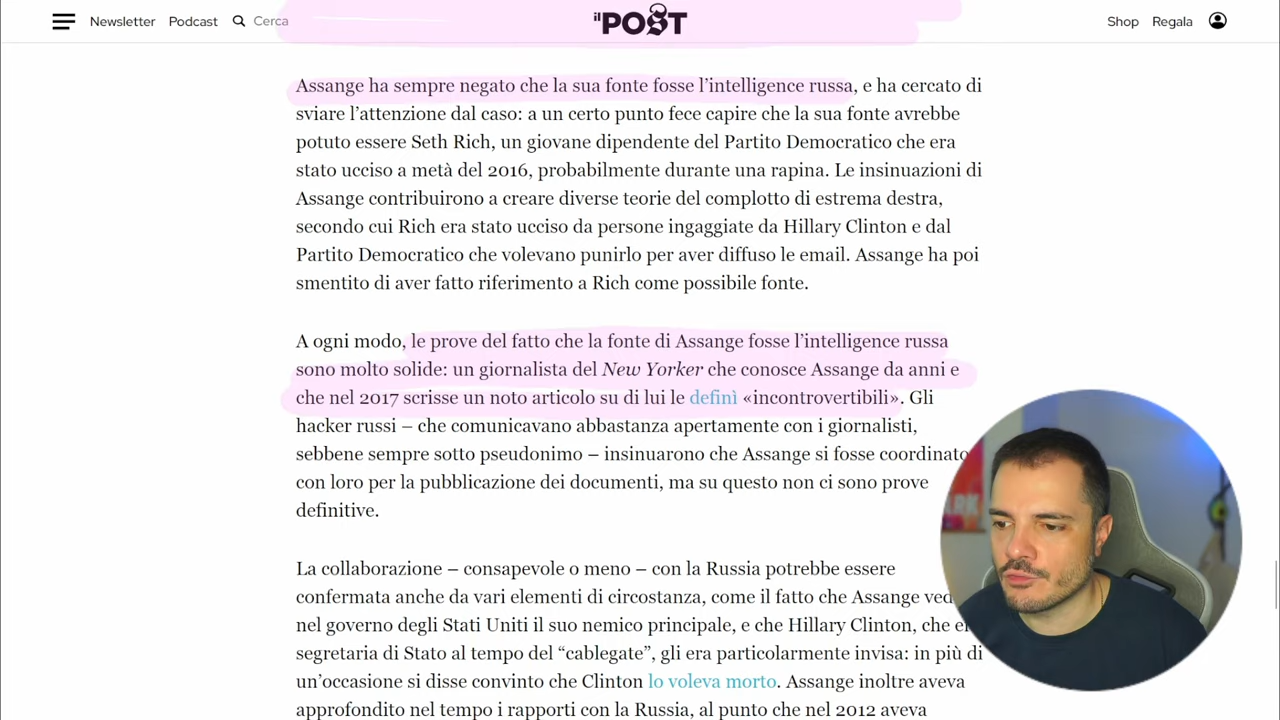 Newsletter Podcast Cerca il POST Shop Regala
Assange ha sempre negato che la sua fonte fosse l’intelligence russa, e ha cercato di
sviare l’attenzione dal caso: a un certo punto fece capire che la sua fonte avrebbe
potuto essere Seth Rich, un giovane dipendente del Partito Democratico che era
stato ucciso a metà del 2016, probabilmente durante una rapina. Le insinuazioni di
Assange contribuirono a creare diverse teorie del complotto di estrema destra,
secondo cui Rich era stato ucciso da persone ingaggiate da Hillary Clinton e dal
Partito Democratico che volevano punirlo per aver diffuso le email. Assange ha poi
smentito di aver fatto riferimento a Rich come possibile fonte.
A ogni modo, le prove del fatto che la fonte di Assange fosse l’intelligence russa
sono molto solide: un giornalista del New Yorker che conosce Assange da anni e
che nel 2017 scrisse un noto articolo su di lui le definì «incontrovertibili». Gli
hacker russi – che comunicavano abbastanza apertamente con i giornalisti,
sebbene sempre sotto pseudonimo – insinuarono che Assange si fosse coordinato
con loro per la pubblicazione dei documenti, ma su questo non ci sono prove
definitive.
La collaborazione – consapevole o meno – con la Russia potrebbe essere
confermata anche da vari elementi di circostanza, come il fatto che Assange
nel governo degli Stati Uniti il suo nemico principale, e che Hillary Clinton, che
segretaria di Stato al tempo del “cablegate”, gli era particolarmente invisa: in più di
un’occasione si disse convinto che Clinton lo voleva morto. Assange inoltre aveva
approfondito nel tempo i rapporti con la Russia, al punto che nel 2012 aveva